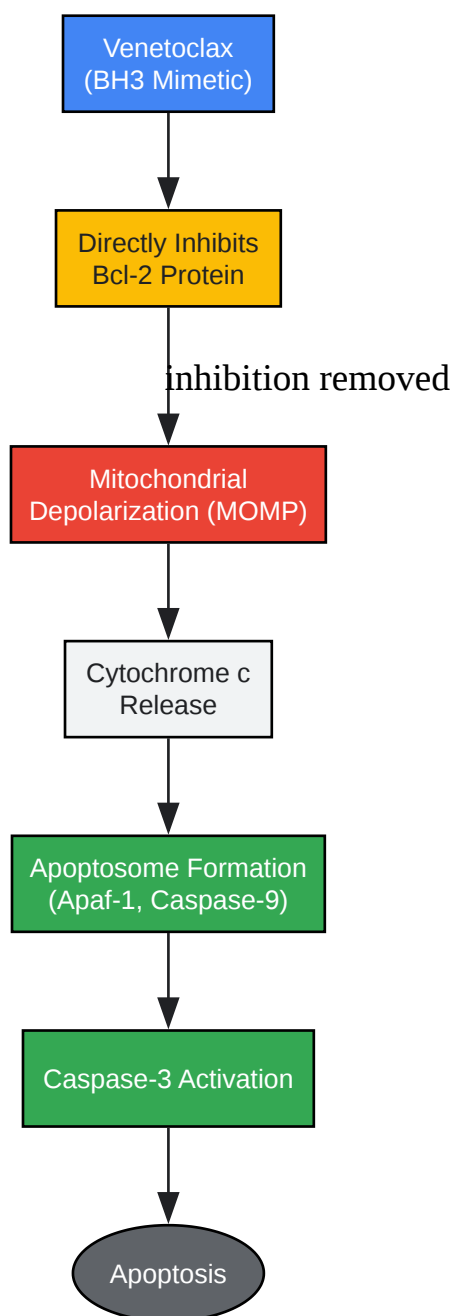 Venetoclax
(BH3 Mimetic)
Directly Inhibits
Bcl-2 Protein
inhibition removed
Mitochondrial
Depolarization (MOMP)
Cytochrome c
Release
Apoptosome Formation
(Apaf-1, Caspase-9)
Caspase-3 Activation
Apoptosis